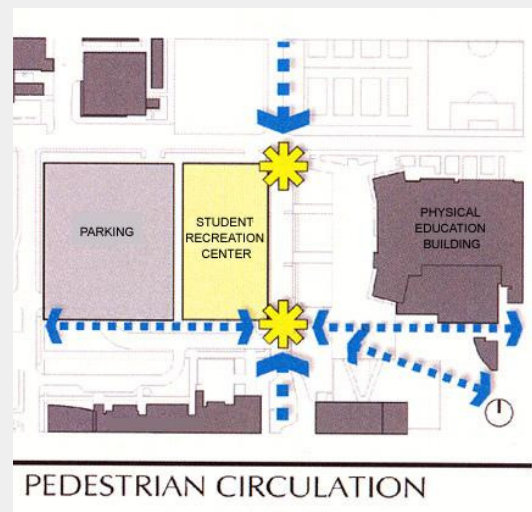 PARKING
STUDENT
RECREATION
CENTER
PHYSICAL
EDUCATION
BUILDING
PEDESTRIAN CIRCULATION